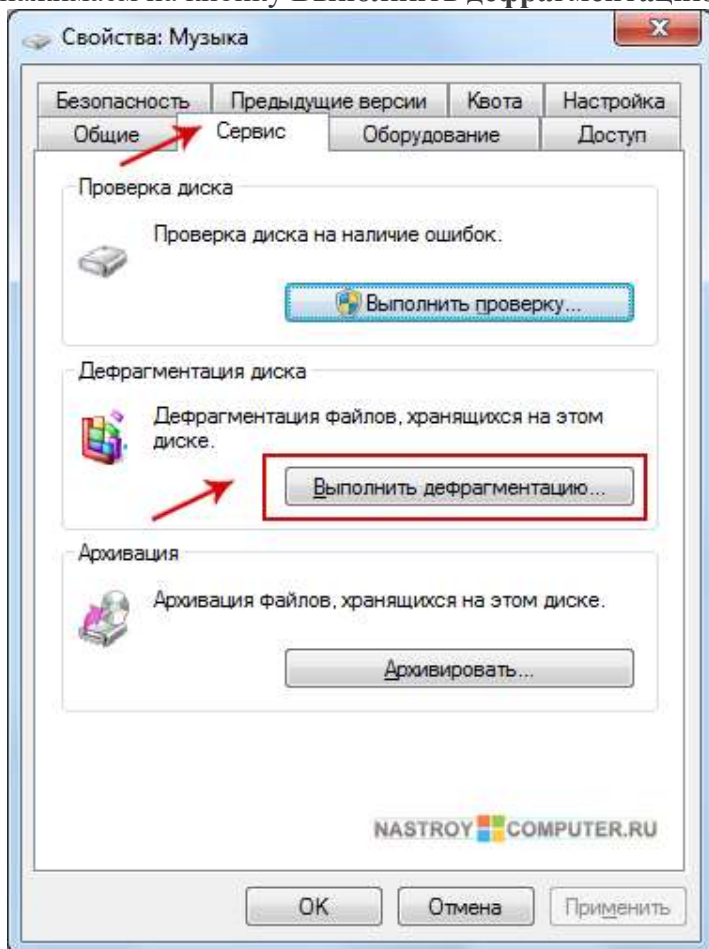 Свойства: Музыка
Безопасность Предыдущие версии Квота Настройка
Общие Сервис Оборудование Доступ
Проверка диска
Проверка диска на наличие ошибок.
Выполнить проверку...
Дефрагментация диска
Дефрагментация файлов, хранящихся на этом
диске.
Выполнить дефрагментацию...
Архивация
Архивация файлов, хранящихся на этом диске.
Архивировать...
NASTROY COMPUTER.RU
OK Отмена Применить